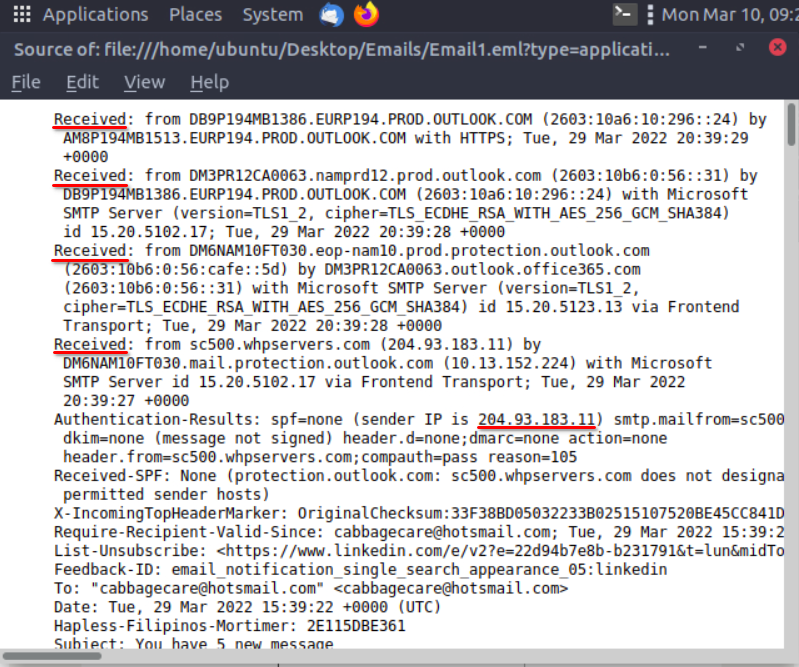 Applications Places System Mon Mar 10, 09:2
Source of: file:///home/ubuntu/Desktop/Emails/Email1.eml?type=applicati...
File Edit View Help
Received: from DB9P194MB1386.EURP194.PROD.OUTLOOK.COM (2603:10a6:10:296::24) by
AM8P194MB1513.EURP194.PROD.OUTLOOK.COM with HTTPS; Tue, 29 Mar 2022 20:39:29
+0000
Received: from DM3PR12CA0063.namprd12.prod.outlook.com (2603:10b6:0:56::31) by
DB9P194MB1386.EURP194.PROD.OUTLOOK.COM (2603:10a6:10:296::24) with Microsoft
SMTP Server (version=TLS1_2, cipher=TLS_ECDHE_RSA_WITH_AES_256_GCM_SHA384)
id 15.20.5102.17; Tue, 29 Mar 2022 20:39:28 +0000
Received: from DM6NAM10FT030.eop-nam10.prod.protection.outlook.com
(2603:10b6:0:56:cafe::5d) by DM3PR12CA0063.outlook.office365.com
(2603:10b6:0:56::31) with Microsoft SMTP Server (version=TLS1_2,
cipher=TLS_ECDHE_RSA_WITH_AES_256_GCM_SHA384) id 15.20.5123.13 via Frontend
Transport; Tue, 29 Mar 2022 20:39:28 +0000
Received: from sc500.whpservers.com (204.93.183.11) by
DM6NAM10FT030.mail.protection.outlook.com (10.13.152.224) with Microsoft
SMTP Server id 15.20.5102.17 via Frontend Transport; Tue, 29 Mar 2022
20:39:27 +0000
Authentication-Results: spf=none (sender IP is 204.93.183.11) smtp.mailfrom=sc500
dkim=none (message not signed) header.d=none;dmarc=none action=none
header.from=sc500.whpservers.com;compauth=pass reason=105
Received-SPF: None (protection.outlook.com: sc500.whpservers.com does not designa
permitted sender hosts)
X-IncomingTopHeaderMarker: OriginalChecksum:33F38BD05032233B02515107520BE45CC841D
Require-Recipient-Valid-Since: cabbagecare@hotsmail.com; Tue, 29 Mar 2022 15:39:2
List-Unsubscribe: <https://www.linkedin.com/e/v2?e=22d94b7e8b-b231791&t=lun&midTo
Feedback-ID: email_notification_single_search_appearance_05:linkedin
To: "cabbagecare@hotsmail.com" <cabbagecare@hotsmail.com>
Date: Tue, 29 Mar 2022 15:39:22 +0000 (UTC)
Hapless-Filipinos-Mortimer: 2E115DBE361
Subject: You have 5 new message